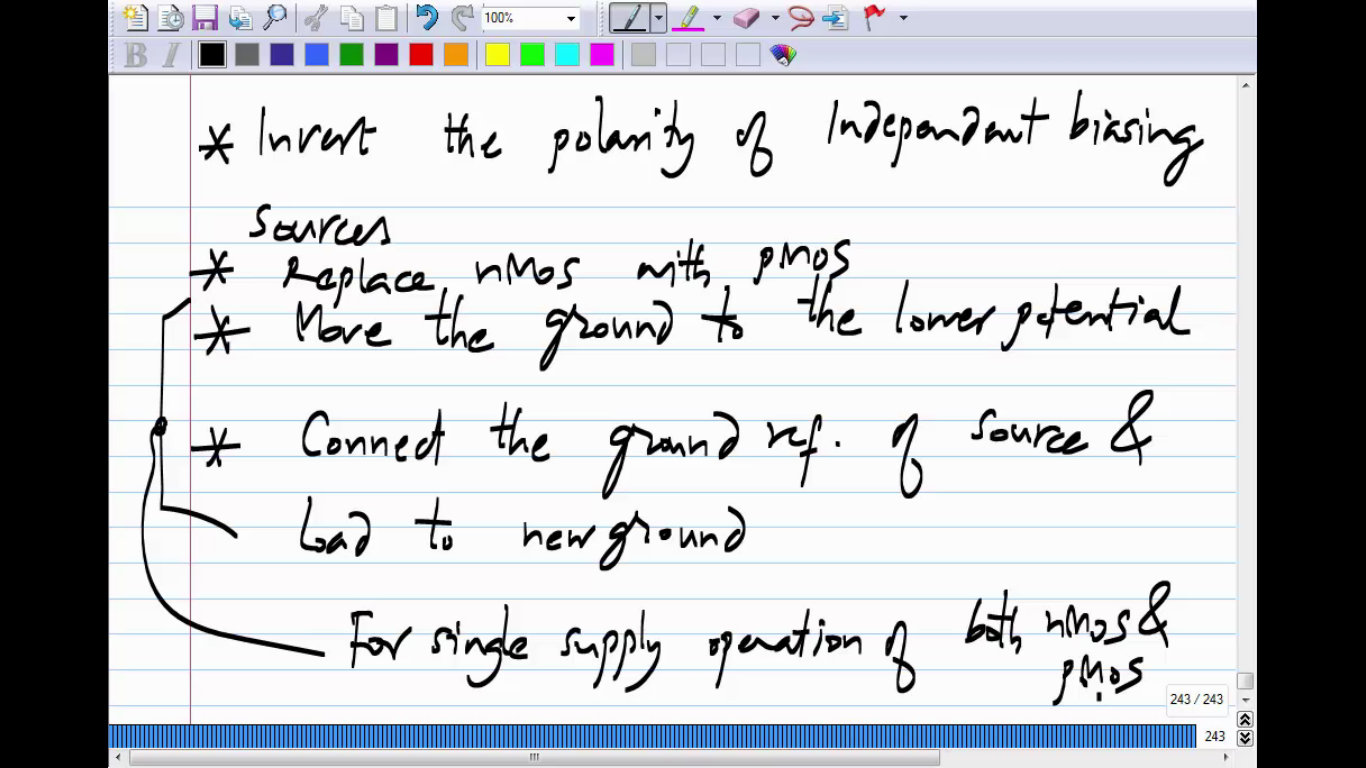 100%
B I
* Invert the polarity of Independent biasing
Sources
* Replace nMos with pMos
* Move the ground to the lower potential
* Connect the ground ref. of source &
Load to new ground
For single supply operation of both nMos &
pMos
243 / 243
243